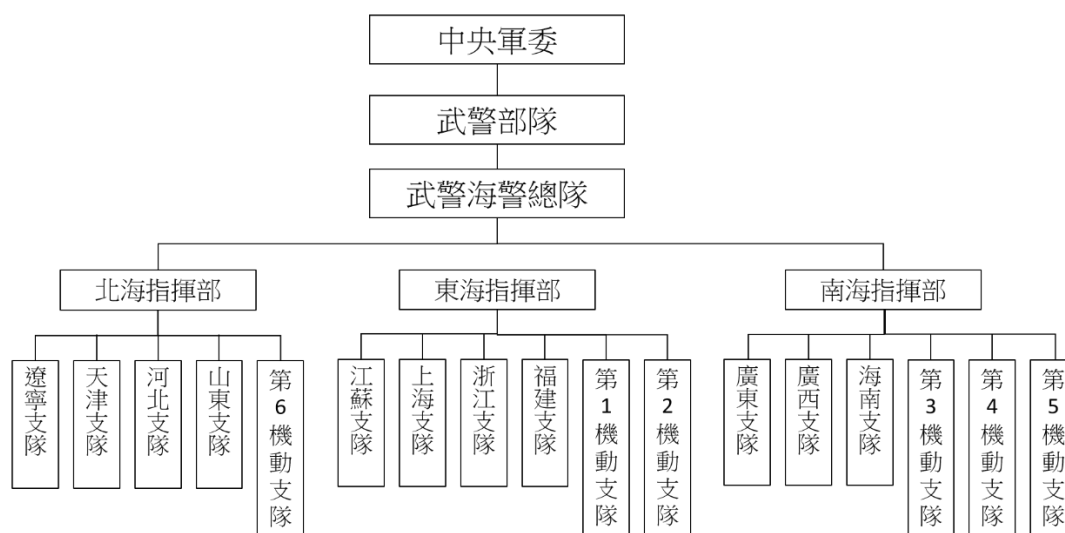 中央軍委
武警部隊
武警海警總隊
北海指揮部
東海指揮部
南海指揮部
遼寧支隊
天津支隊
河北支隊
山東支隊
第6機動支隊
江蘇支隊
上海支隊
浙江支隊
福建支隊
第1機動支隊
第2機動支隊
廣東支隊
廣西支隊
海南支隊
第3機動支隊
第4機動支隊
第5機動支隊